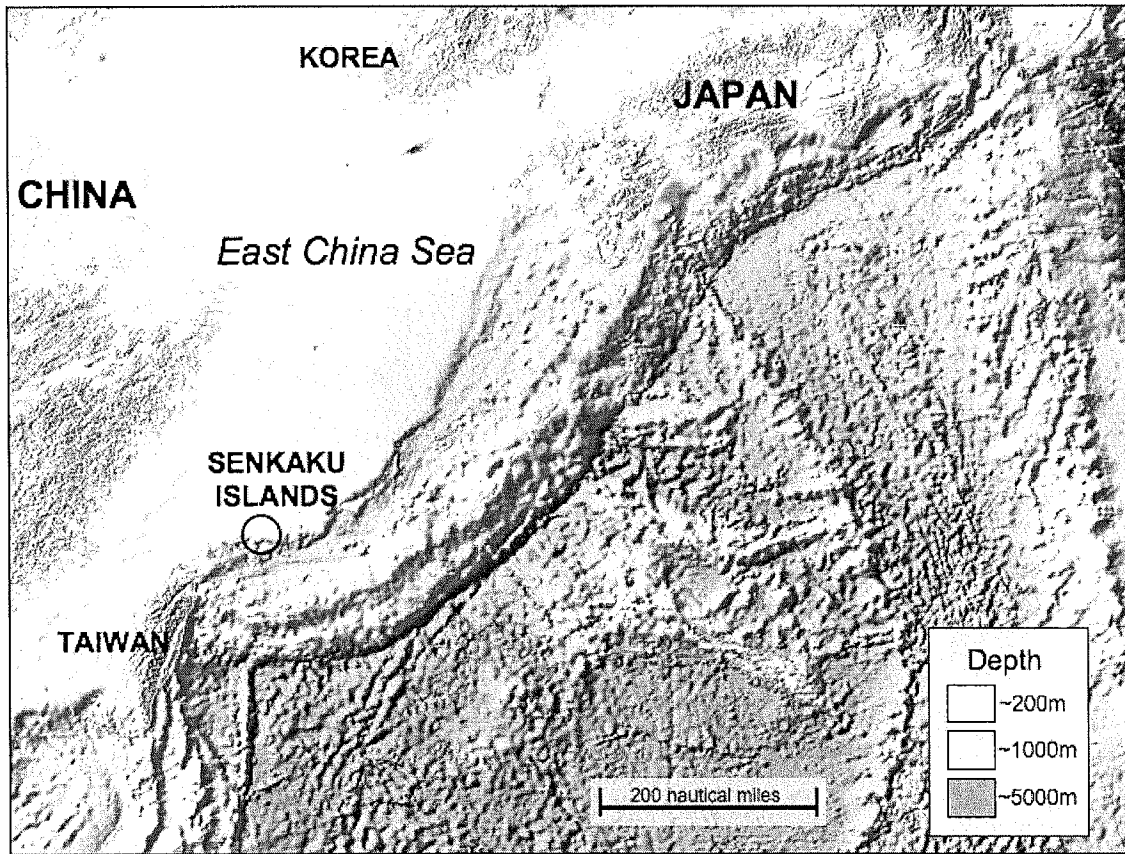 KOREA
JAPAN
CHINA
East China Sea
SENKAKU
ISLANDS
TAIWAN
Depth
~200m
~1000m
~5000m
200 nautical miles